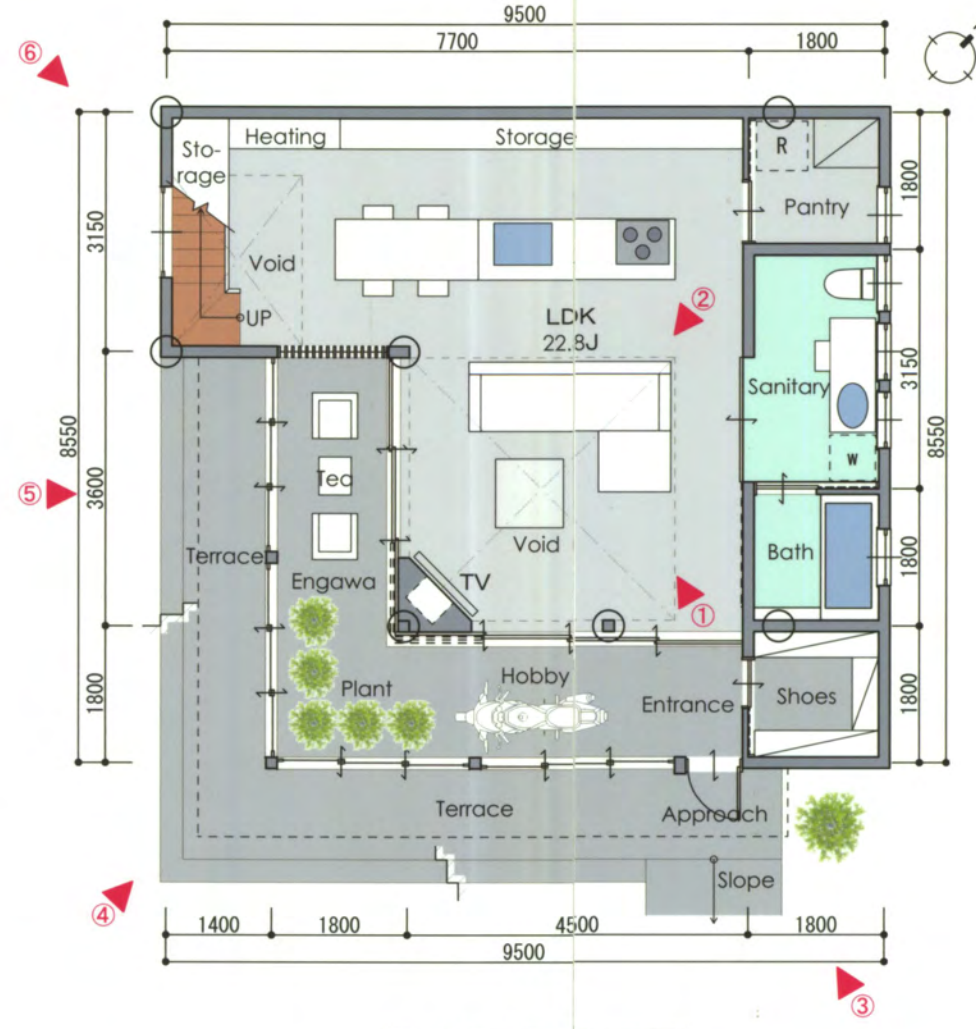 9500
7700
1800
⑥
Heating
Storage
Sto-
rage
R
Pantry
1800
3150
Void
UP
LDK
22.8J
②
Sanitary
3150
W
8550
3600
8550
⑤
Tea
Terrace
Engawa
Void
TV
Bath
1800
①
Hobby
Plant
Entrance
Shoes
1800
1800
Terrace
Approach
Slope
④
1400
1800
4500
1800
9500
③